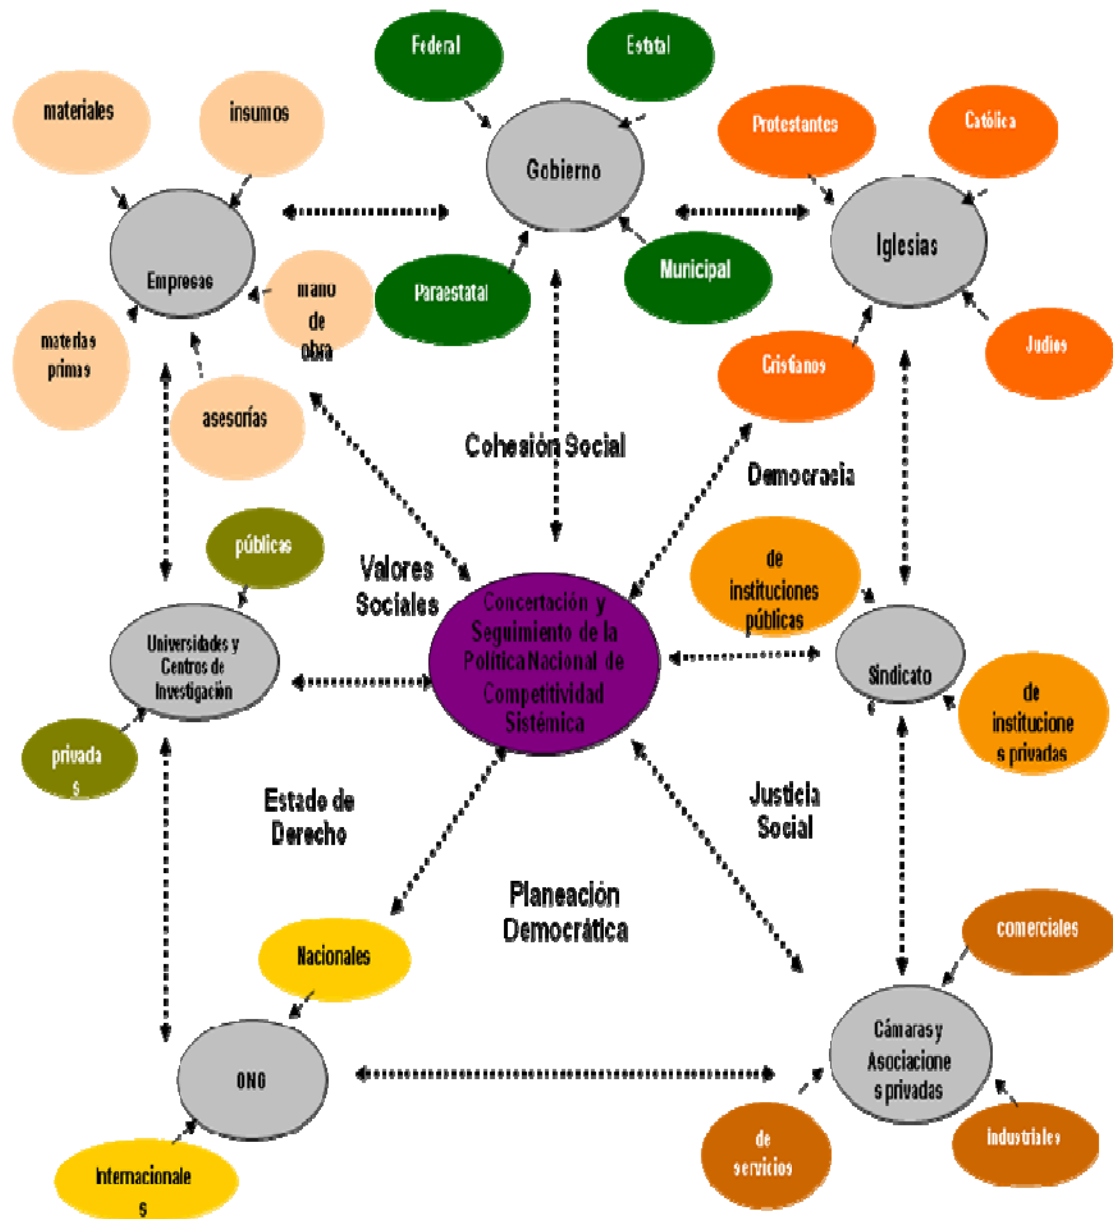 Federal
Estatal
materiales
insumos
Protestantes
Católica
Gobierno
Iglesias
Empresas
Municipal
Paraestatal
mano
de
obra
materias
primas
Cristianos
Judios
asesorías
Cohesión Social
Democracia
públicas
Valores
Sociales
de
instituciones
públicas
Concertación y
Seguimiento de la
Política Nacional de
Competitividad
Sistémica
Universidades y
Centros de
Investigación
Sindicato
de
institucione
s privadas
privada
s
Estado de
Derecho
Justicia
Social
Planeación
Democrática
comerciales
Nacionales
Cámaras y
Asociacione
s privadas
ONG
de
servicios
industriales
Internacionale
s